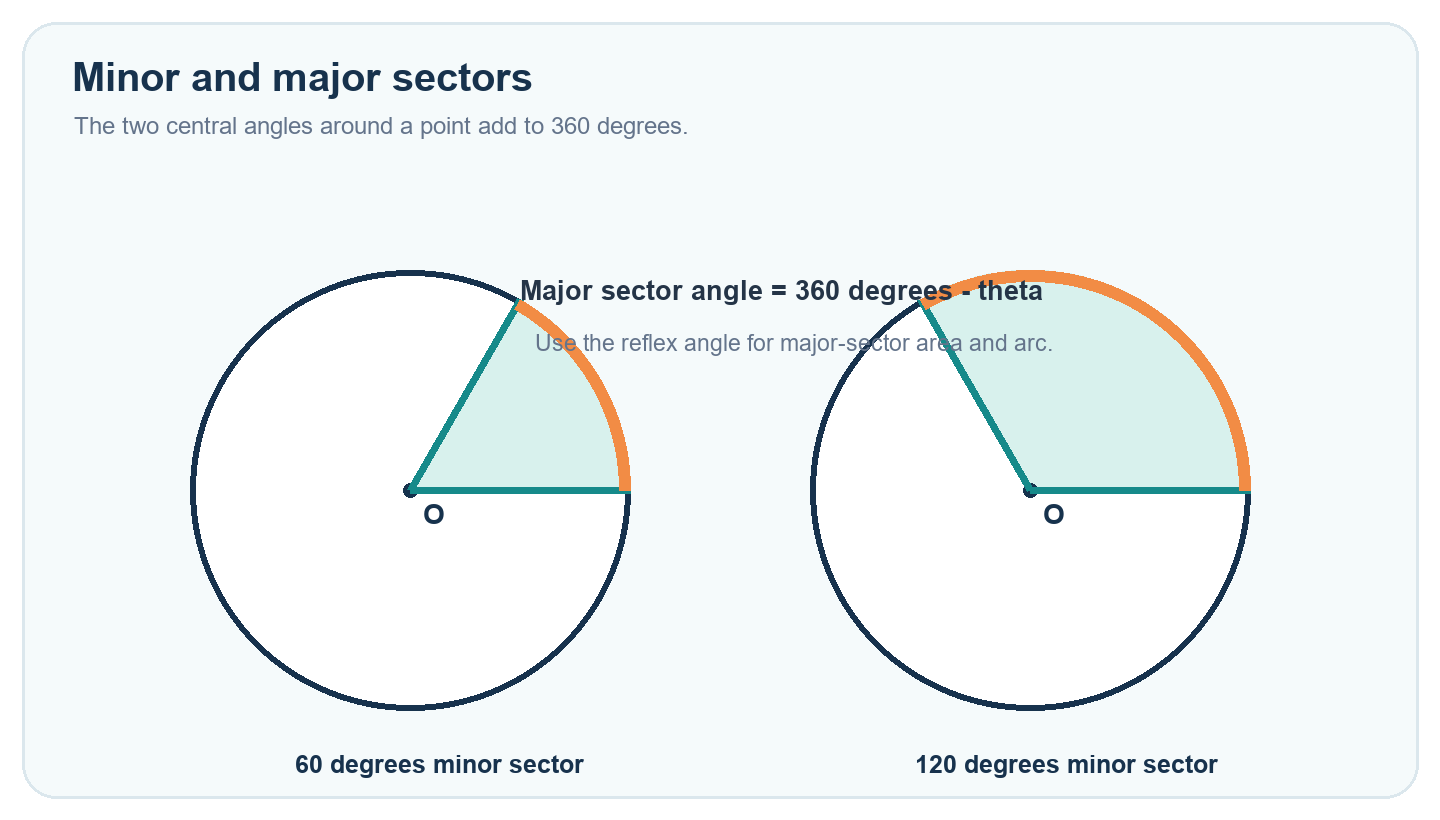 Minor and major sectors
The two central angles around a point add to 360 degrees.
Major sector angle = 360 degrees - theta
Use the reflex angle for major-sector area and arc.
O
O
60 degrees minor sector
120 degrees minor sector